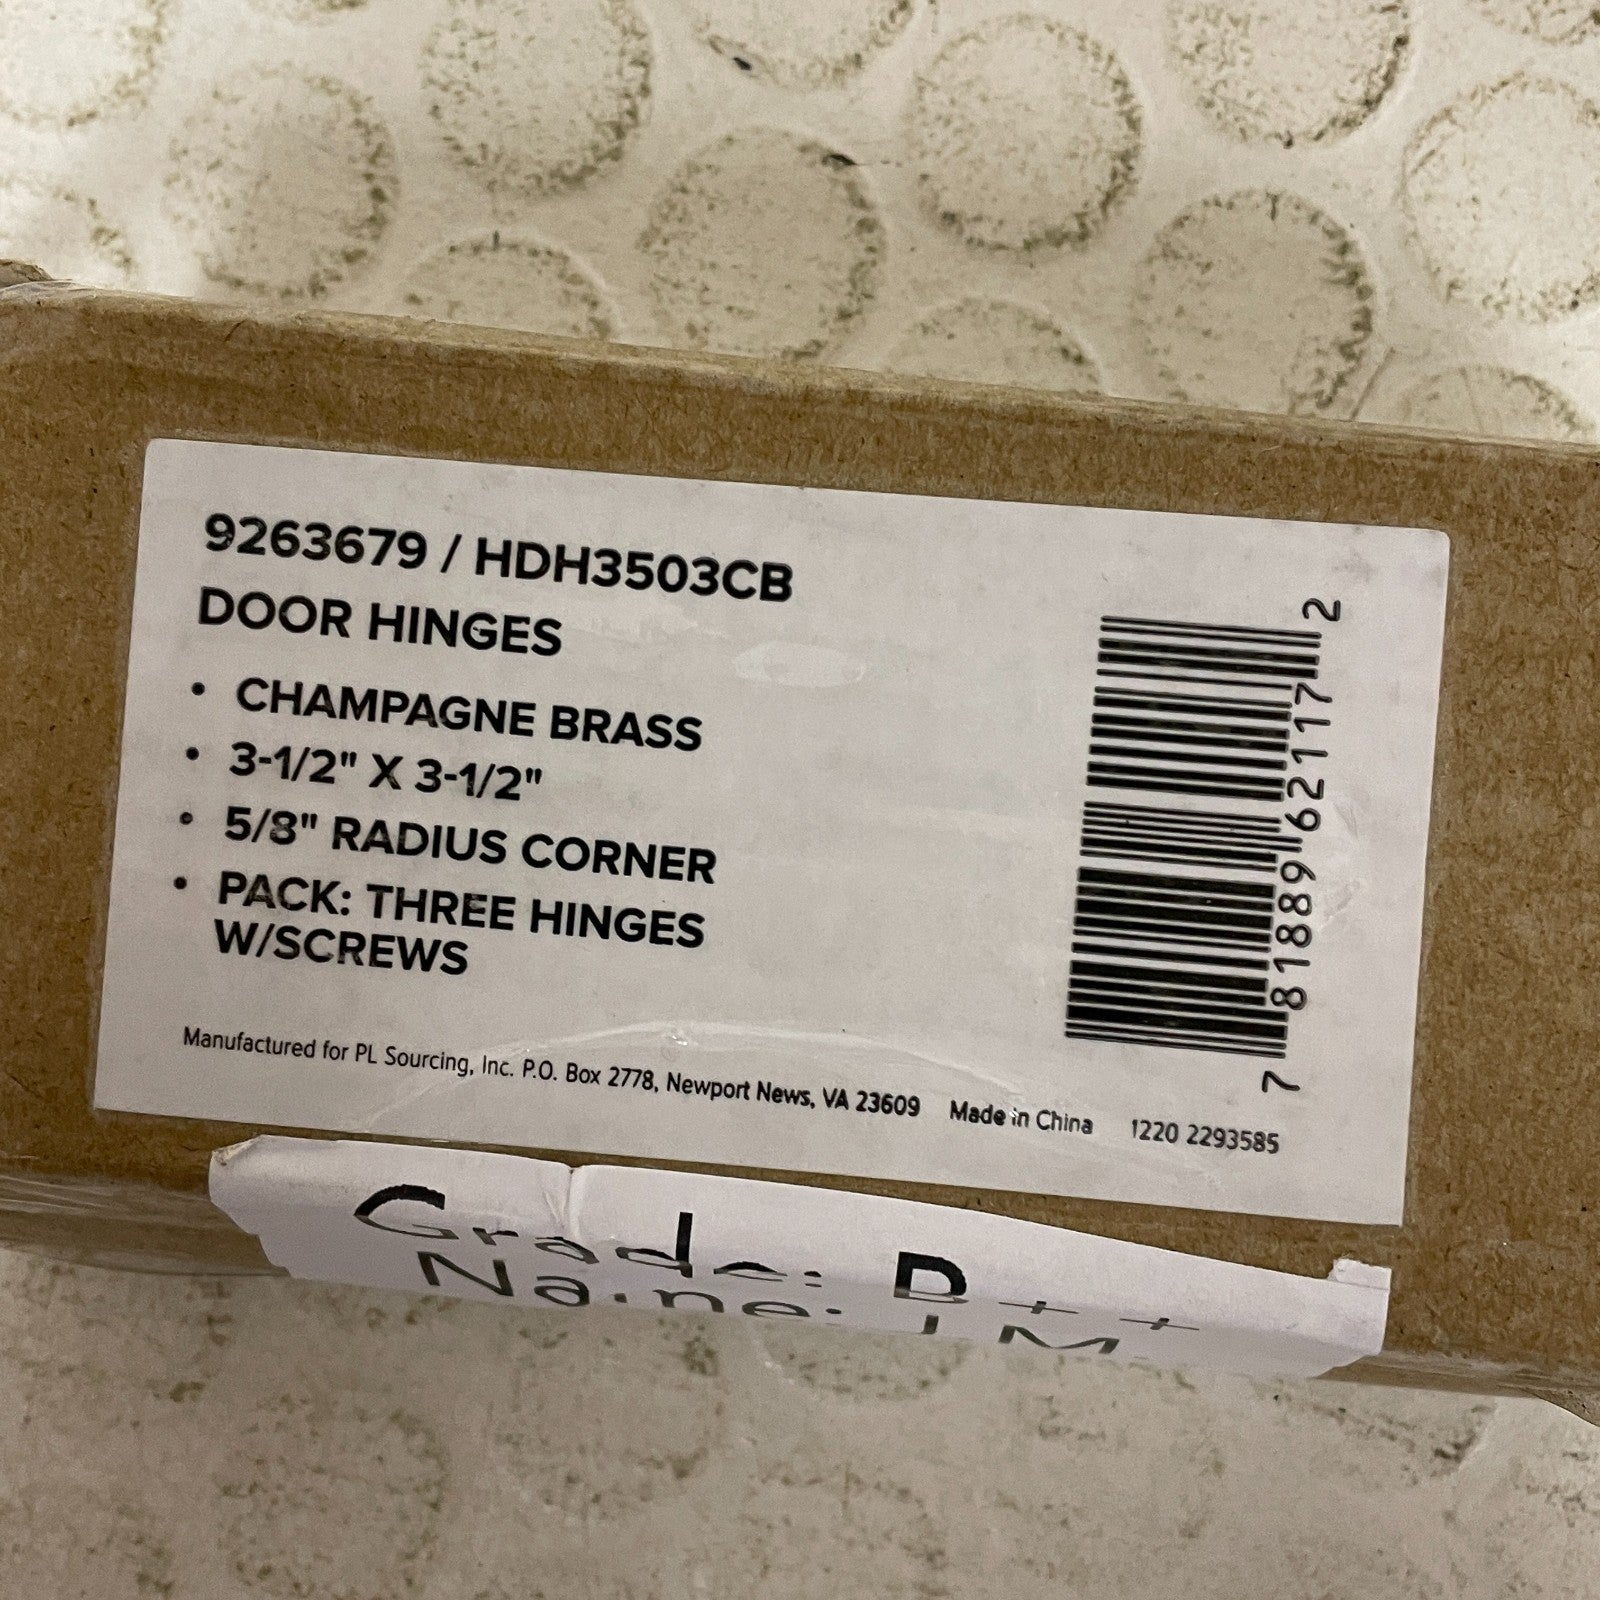 9263679 / HDH3503CB
DOOR HINGES
• CHAMPAGNE BRASS
• 3-1/2" X 3-1/2"
• 5/8" RADIUS CORNER
• PACK: THREE HINGES
W/SCREWS
Manufactured for PL Sourcing, Inc. P.O. Box 2778, Newport News, VA 23609 Made in China 1220 2293585
7 81889 62117 2
Grade: B++
Name: